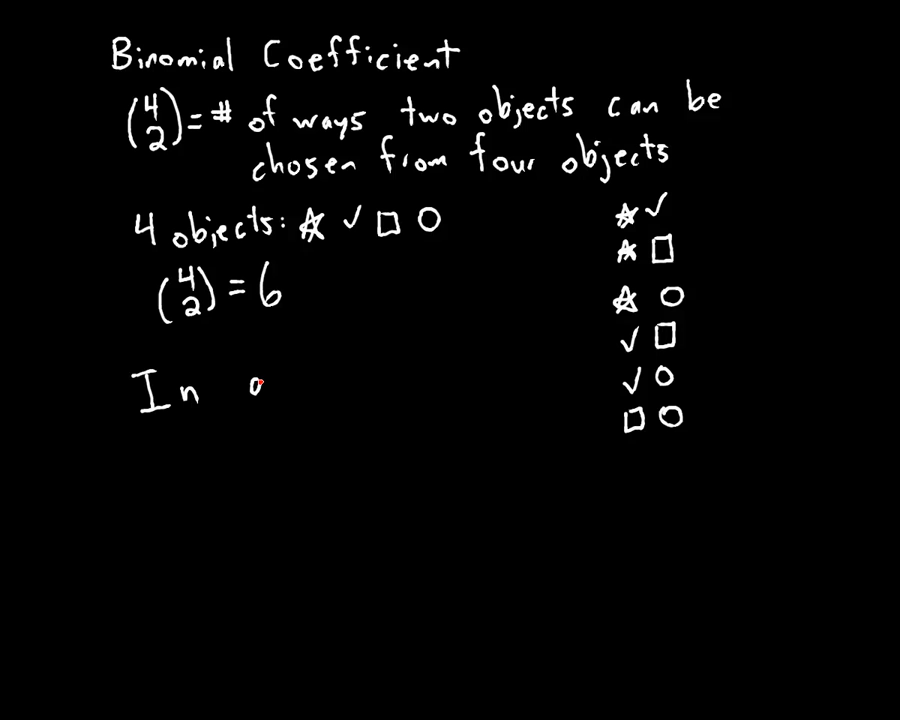 Binomial Coefficient
(4 2) = # of ways two objects can be
chosen from four objects
4 objects: ☆ ✓ □ ○
(4 2) = 6
In
☆ ✓
☆ □
☆ ○
✓ □
✓ ○
□ ○